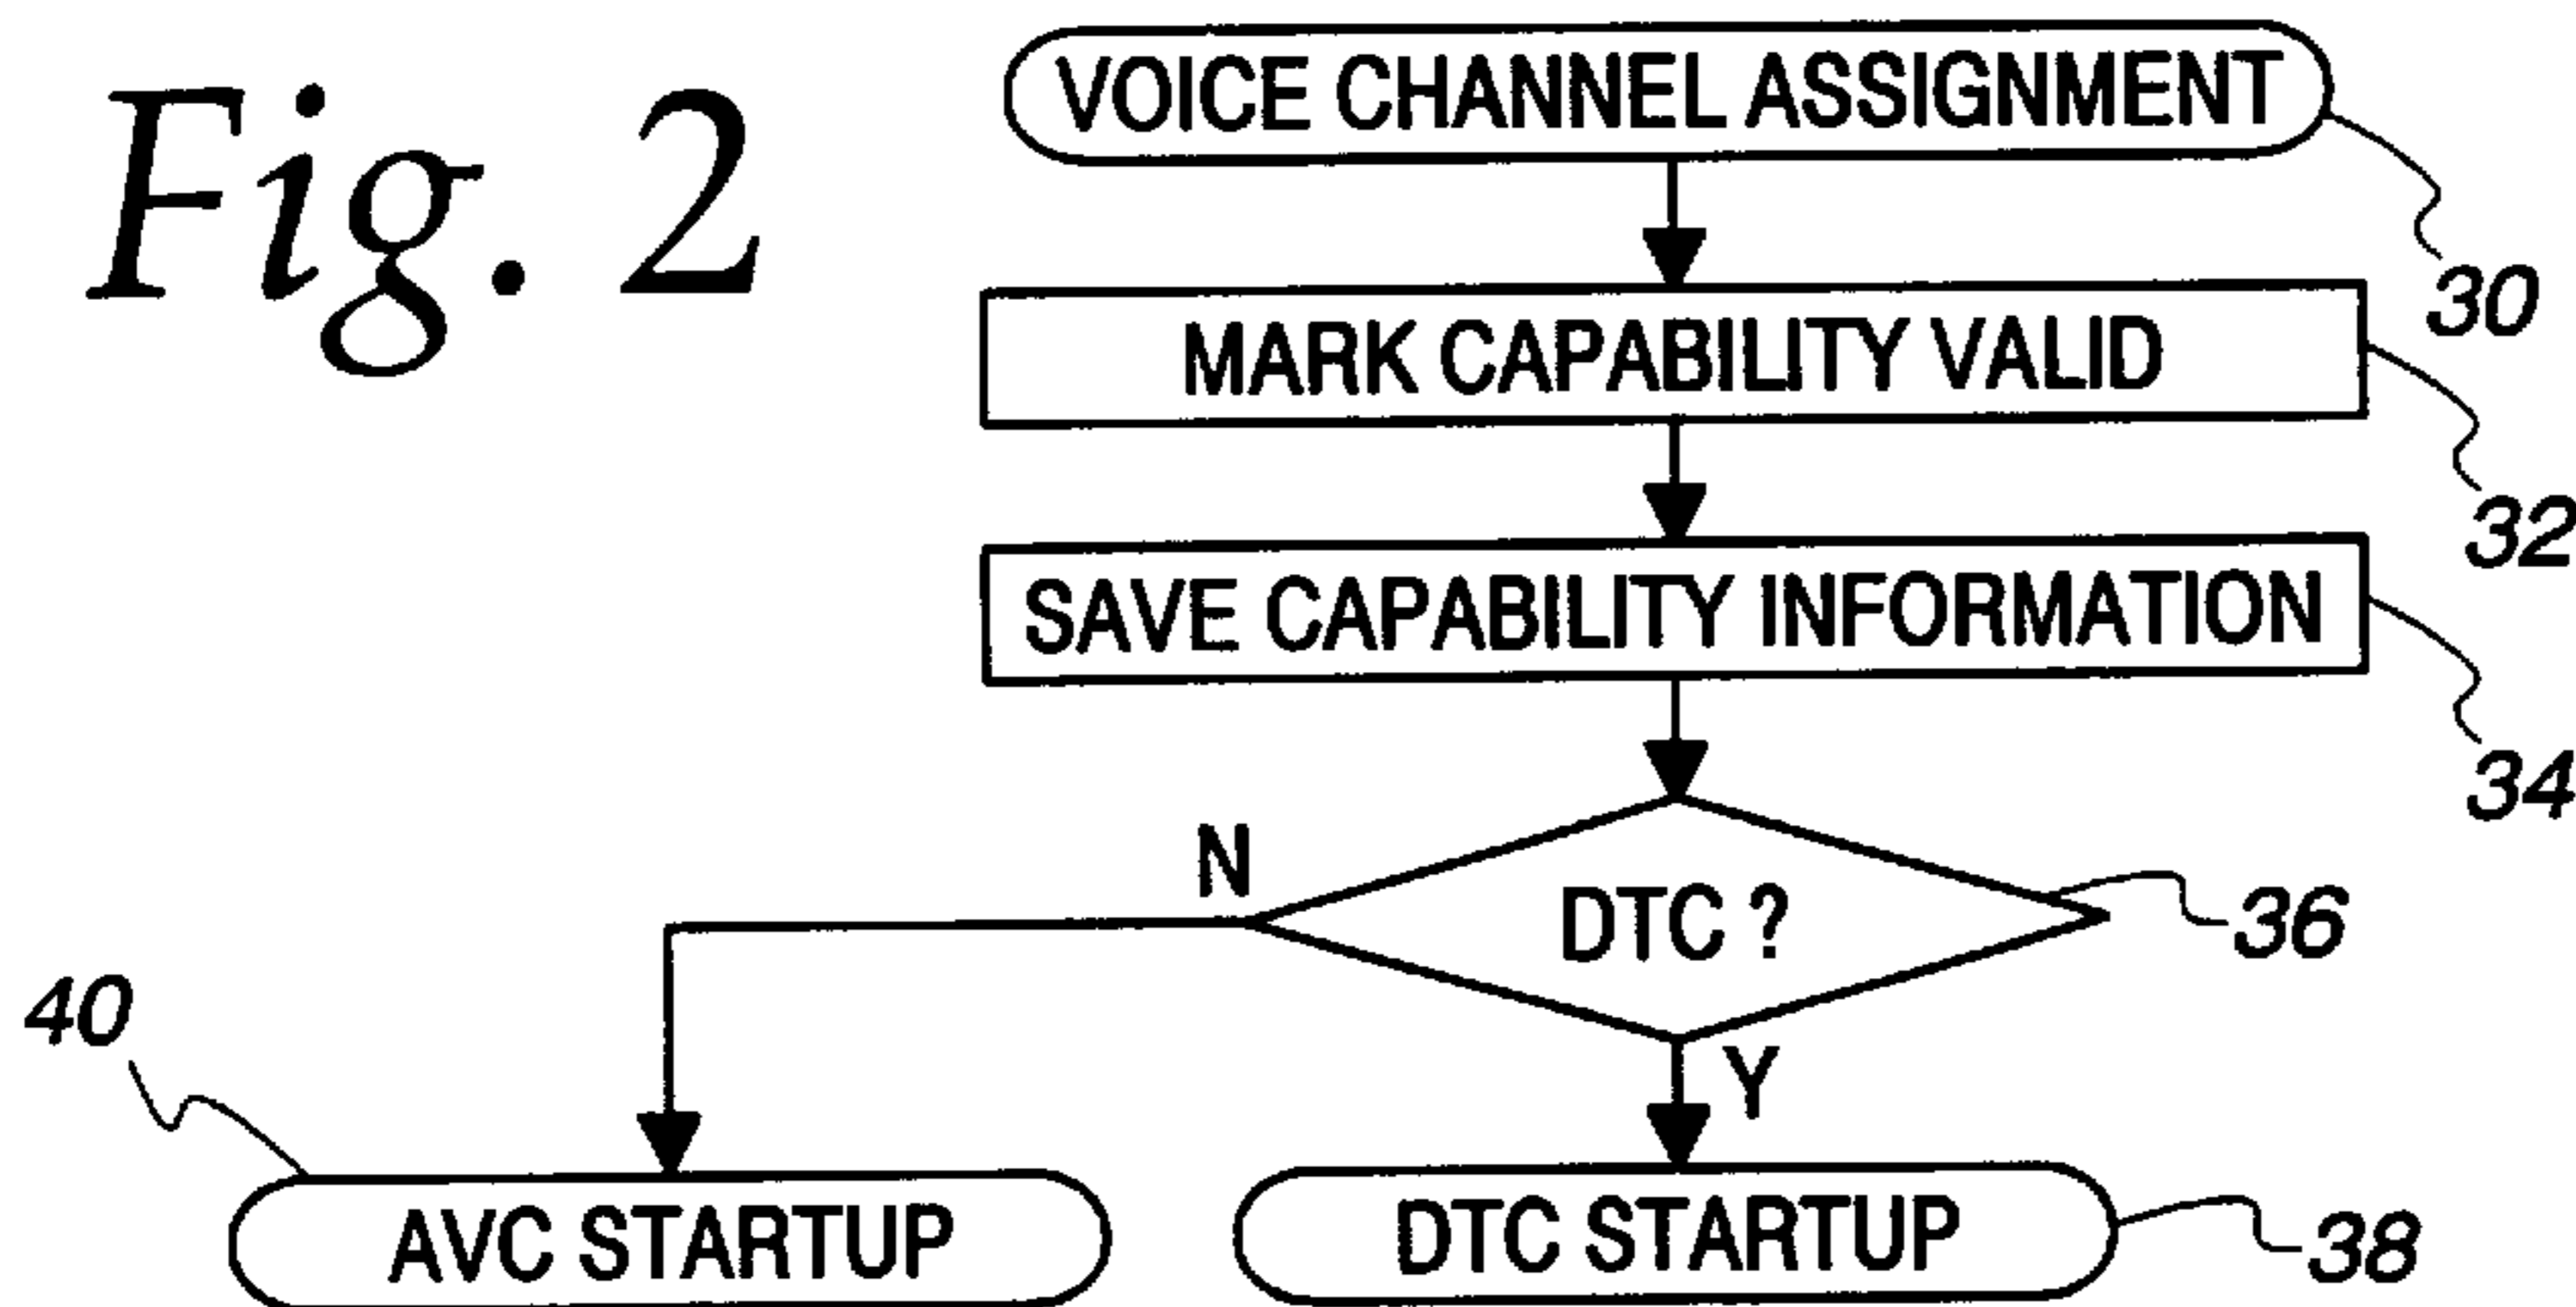 Fig. 2
VOICE CHANNEL ASSIGNMENT
30
MARK CAPABILITY VALID
32
SAVE CAPABILITY INFORMATION
34
N
DTC ?
36
40
Y
AVC STARTUP
DTC STARTUP
38